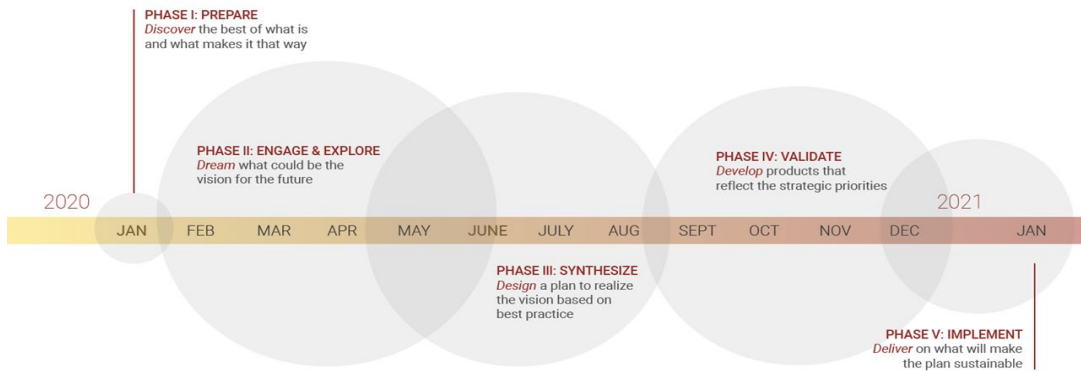 PHASE I: PREPARE
Discover the best of what is
and what makes it that way
PHASE II: ENGAGE & EXPLORE
Dream what could be the
vision for the future
PHASE IV: VALIDATE
Develop products that
reflect the strategic priorities
2020
2021
JAN FEB MAR APR MAY JUNE JULY AUG SEPT OCT NOV DEC JAN
PHASE III: SYNTHESIZE
Design a plan to realize
the vision based on
best practice
PHASE V: IMPLEMENT
Deliver on what will make
the plan sustainable